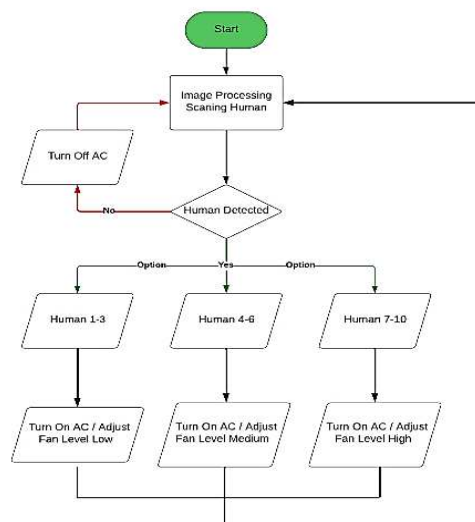 Start
Image Processing
Scaning Human
Turn Off AC
Human Detected
No
Option
Yes
Option
Human 1-3
Human 4-6
Human 7-10
Turn On AC / Adjust
Fan Level Low
Turn On AC / Adjust
Fan Level Medium
Turn On AC / Adjust
Fan Level High